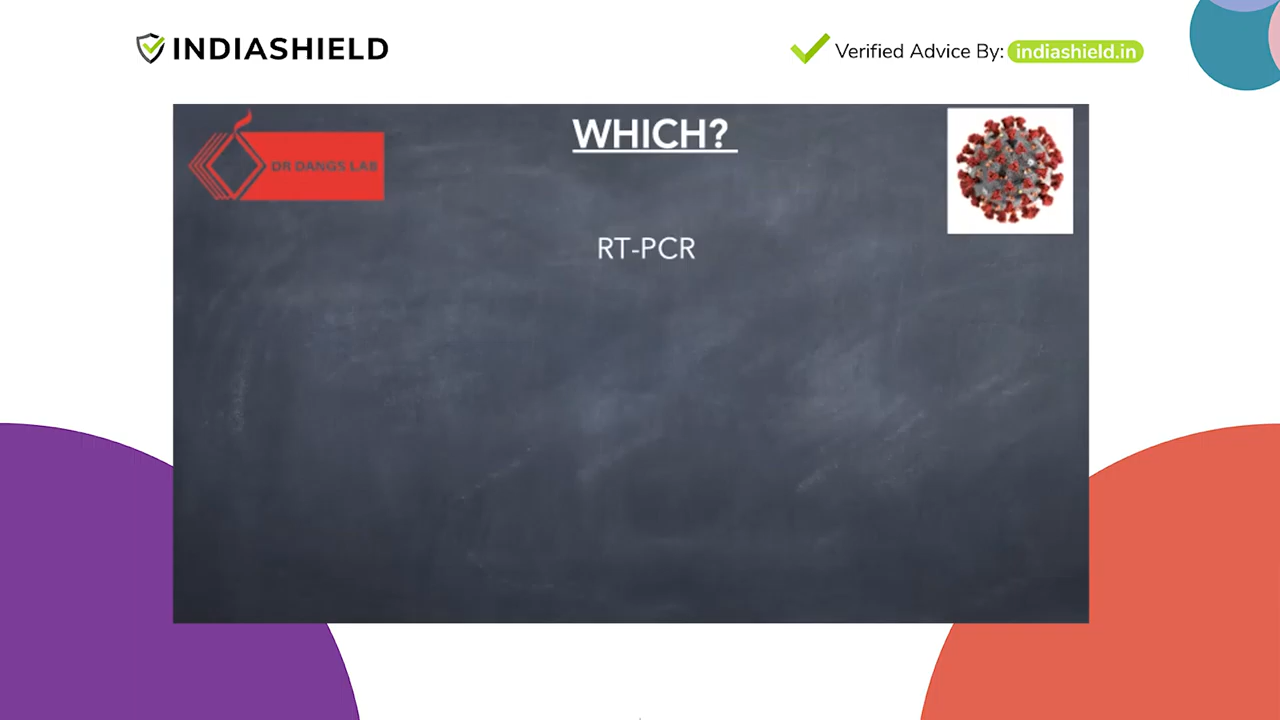 INDIASHIELD
Verified Advice By: indiashield.in
DR DANGS LAB
WHICH?
RT-PCR